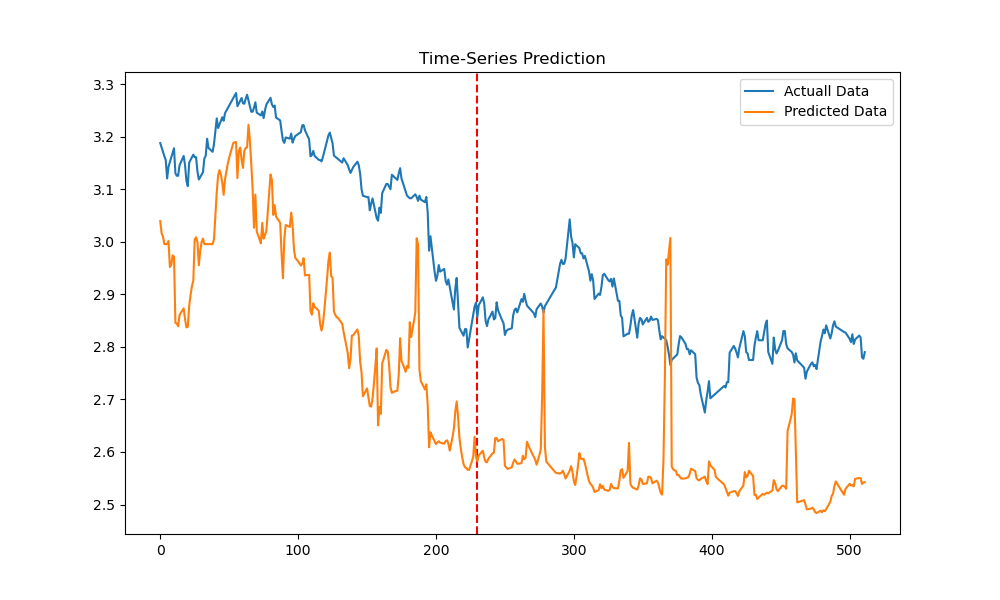 Time-Series Prediction
Actuall Data
Predicted Data
3.3
3.2
3.1
3.0
2.9
2.8
2.7
2.6
2.5
0 100 200 300 400 500